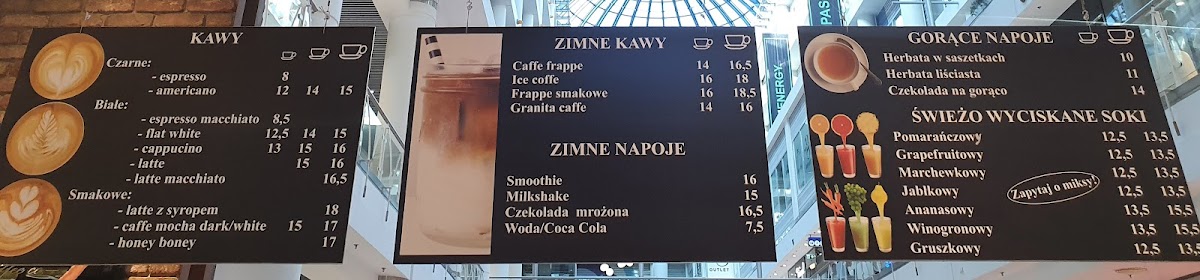 KAWY
Czarne:
- espresso 8
- americano 12 14 15
Białe:
- espresso macchiato 8,5
- flat white 12,5 14 15
- cappucino 13 15 16
- latte 15 16
- latte macchiato 16,5
Smakowe:
- latte z syropem 18
- caffe mocha dark/white 15 17
- honey boney 17
ZIMNE KAWY
Caffe frappe 14 16,5
Ice coffe 16 18
Frappe smakowe 16 18,5
Granita caffe 14 16
ZIMNE NAPOJE
Smoothie 16
Milkshake 15
Czekolada mrożona 16,5
Woda/Coca Cola 7,5
GORĄCE NAPOJE
Herbata w saszetkach 10
Herbata liściasta 11
Czekolada na gorąco 14
ŚWIEŻO WYCISKANE SOKI
Pomarańczowy 12,5 13,5
Grapefruitowy 12,5 13,5
Marchewkowy 12,5 13,5
Jabłkowy 12,5 13,5
Ananasowy 13,5 15,5
Winogronowy 13,5 15,5
Gruszkowy 12,5 13,5
Zapytaj o miksy!
ENERGY.
PAS
OUTLET